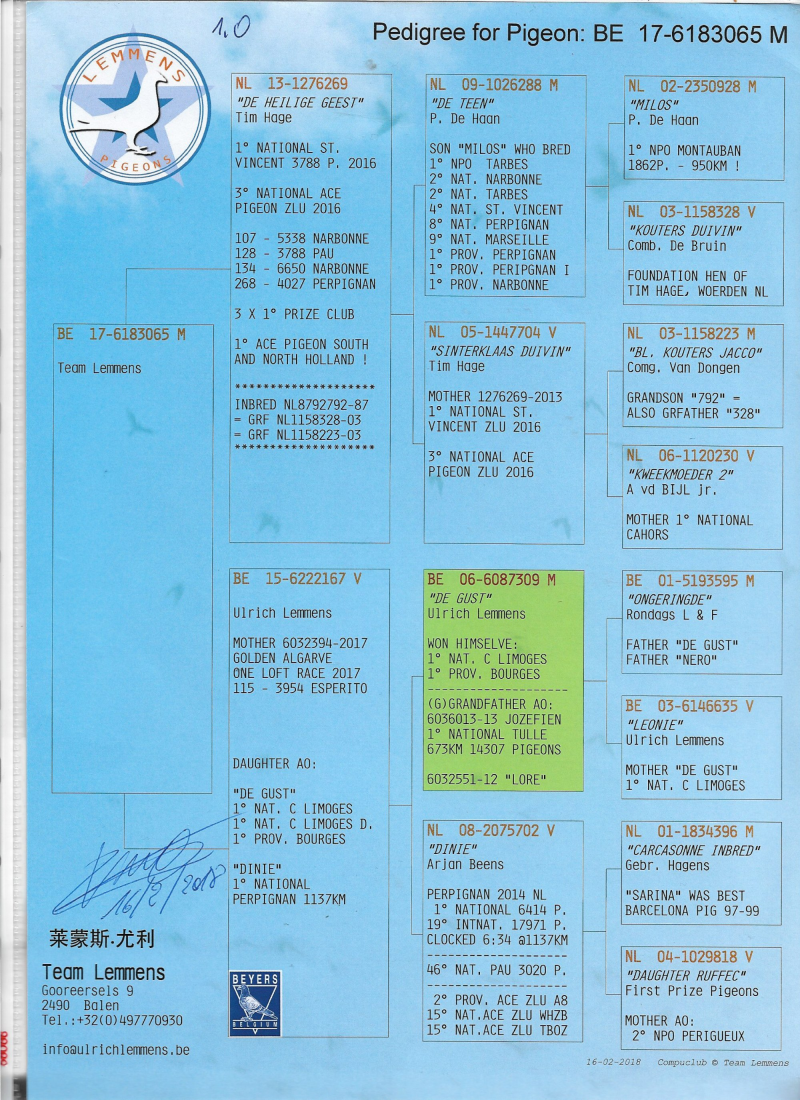 1.0
Pedigree for Pigeon: BE 17-6183065 M
LEMMENS
PIGEONS
BE 17-6183065 M
Team Lemmens
NL 13-1276269
"DE HEILIGE GEEST"
Tim Hage
1° NATIONAL ST.
VINCENT 3788 P. 2016
3° NATIONAL ACE
PIGEON ZLU 2016
107 - 5338 NARBONNE
128 - 3788 PAU
134 - 6650 NARBONNE
268 - 4027 PERPIGNAN
3 X 1° PRIZE CLUB
1° ACE PIGEON SOUTH
AND NORTH HOLLAND !
********************
INBRED NL8792792-87
= GRF NL1158328-03
= GRF NL1158223-03
********************
BE 15-6222167 V
Ulrich Lemmens
MOTHER 6032394-2017
GOLDEN ALGARVE
ONE LOFT RACE 2017
115 - 3954 ESPERITO
DAUGHTER AO:
"DE GUST"
1° NAT. C LIMOGES
1° NAT. C LIMOGES D.
1° PROV. BOURGES
"DINIE"
1° NATIONAL
PERPIGNAN 1137KM
NL 09-1026288 M
"DE TEEN"
P. De Haan
SON "MILOS" WHO BRED
1° NPO TARBES
2° NAT. NARBONNE
2° NAT. TARBES
4° NAT. ST. VINCENT
8° NAT. PERPIGNAN
9° NAT. MARSEILLE
1° PROV. PERPIGNAN
1° PROV. PERIPGNAN I
1° PROV. NARBONNE
NL 05-1447704 V
"SINTERKLAAS DUIVIN"
Tim Hage
MOTHER 1276269-2013
1° NATIONAL ST.
VINCENT ZLU 2016
3° NATIONAL ACE
PIGEON ZLU 2016
BE 06-6087309 M
"DE GUST"
Ulrich Lemmens
WON HIMSELVE:
1° NAT. C LIMOGES
1° PROV. BOURGES
--------------------
(G)GRANDFATHER AO:
6036013-13 JOZEFIEN
1° NATIONAL TULLE
673KM 14307 PIGEONS
6032551-12 "LORE"
NL 08-2075702 V
"DINIE"
Arjan Beens
PERPIGNAN 2014 NL
1° NATIONAL 6414 P.
19° INTNAT. 17971 P.
CLOCKED 6:34 @1137KM
--------------------
46° NAT. PAU 3020 P.
--------------------
2° PROV. ACE ZLU A8
15° NAT.ACE ZLU WHZB
15° NAT.ACE ZLU TBOZ
NL 02-2350928 M
"MILOS"
P. De Haan
1° NPO MONTAUBAN
1862P. - 950KM !
NL 03-1158328 V
"KOUTERS DUIVIN"
Comb. De Bruin
FOUNDATION HEN OF
TIM HAGE, WOERDEN NL
NL 03-1158223 M
"BL. KOUTERS JACCO"
Comg. Van Dongen
GRANDSON "792" =
ALSO GRFATHER "328"
NL 06-1120230 V
"KWEEKMOEDER 2"
A vd BIJL jr.
MOTHER 1° NATIONAL
CAHORS
BE 01-5193595 M
"ONGERINGDE"
Rondags L & F
FATHER "DE GUST"
FATHER "NERO"
BE 03-6146635 V
"LEONIE"
Ulrich Lemmens
MOTHER "DE GUST"
1° NAT. C LIMOGES
NL 01-1834396 M
"CARCASONNE INBRED"
Gebr. Hagens
"SARINA" WAS BEST
BARCELONA PIG 97-99
NL 04-1029818 V
"DAUGHTER RUFFEC"
First Prize Pigeons
MOTHER AO:
2° NPO PERIGUEUX
16/2/2018
莱蒙斯.尤利
Team Lemmens
Gooreersels 9
2490 Balen
Tel.:+32(0)497770930
info@ulrichlemmens.be
BEYERS
BELGIUM
16-02-2018 Compuclub © Team Lemmens